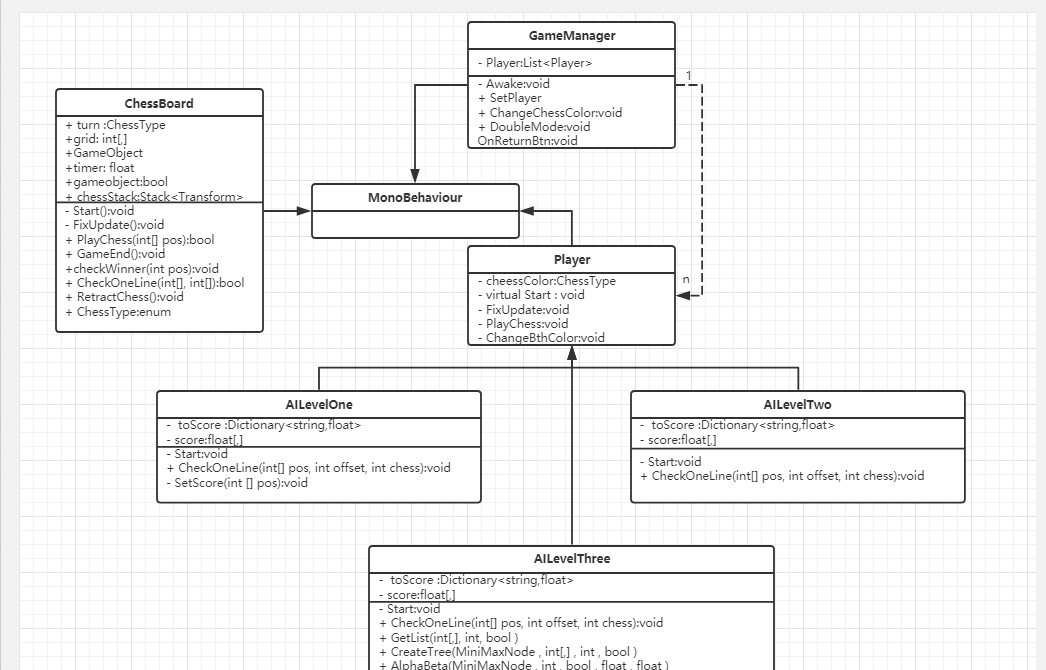 GameManager
- Player:List<Player>
- Awake:void
+ SetPlayer
+ ChangeChessColor:void
+ DoubleMode:void
OnReturnBtn:void
1
ChessBoard
+ turn :ChessType
+grid: int[,]
+GameObject
+timer: float
+gameobject:bool
+ chessStack:Stack<Transform>
- Start():void
- FixUpdate():void
+ PlayChess(int[] pos):bool
+ GameEnd():void
+checkWinner(int pos):void
+ CheckOneLine(int[], int[]):bool
+ RetractChess():void
+ ChessType:enum
MonoBehaviour
n
Player
- cheessColor:ChessType
- virtual Start : void
- FixUpdate:void
- PlayChess:void
- ChangeBthColor:void
AILevelOne
- toScore :Dictionary<string,float>
- score:float[,]
- Start:void
+ CheckOneLine(int[] pos, int offset, int chess):void
- SetScore(int [] pos):void
AILevelTwo
- toScore :Dictionary<string,float>
- score:float[,]
- Start:void
+ CheckOneLine(int[] pos, int offset, int chess):void
AILevelThree
- toScore :Dictionary<string,float>
- score:float[,]
- Start:void
+ CheckOneLine(int[] pos, int offset, int chess):void
+ GetList(int[,], int, bool )
+ CreateTree(MiniMaxNode , int[,] , int , bool )
+ AlphaBeta(MiniMaxNode , int , bool , float , float )